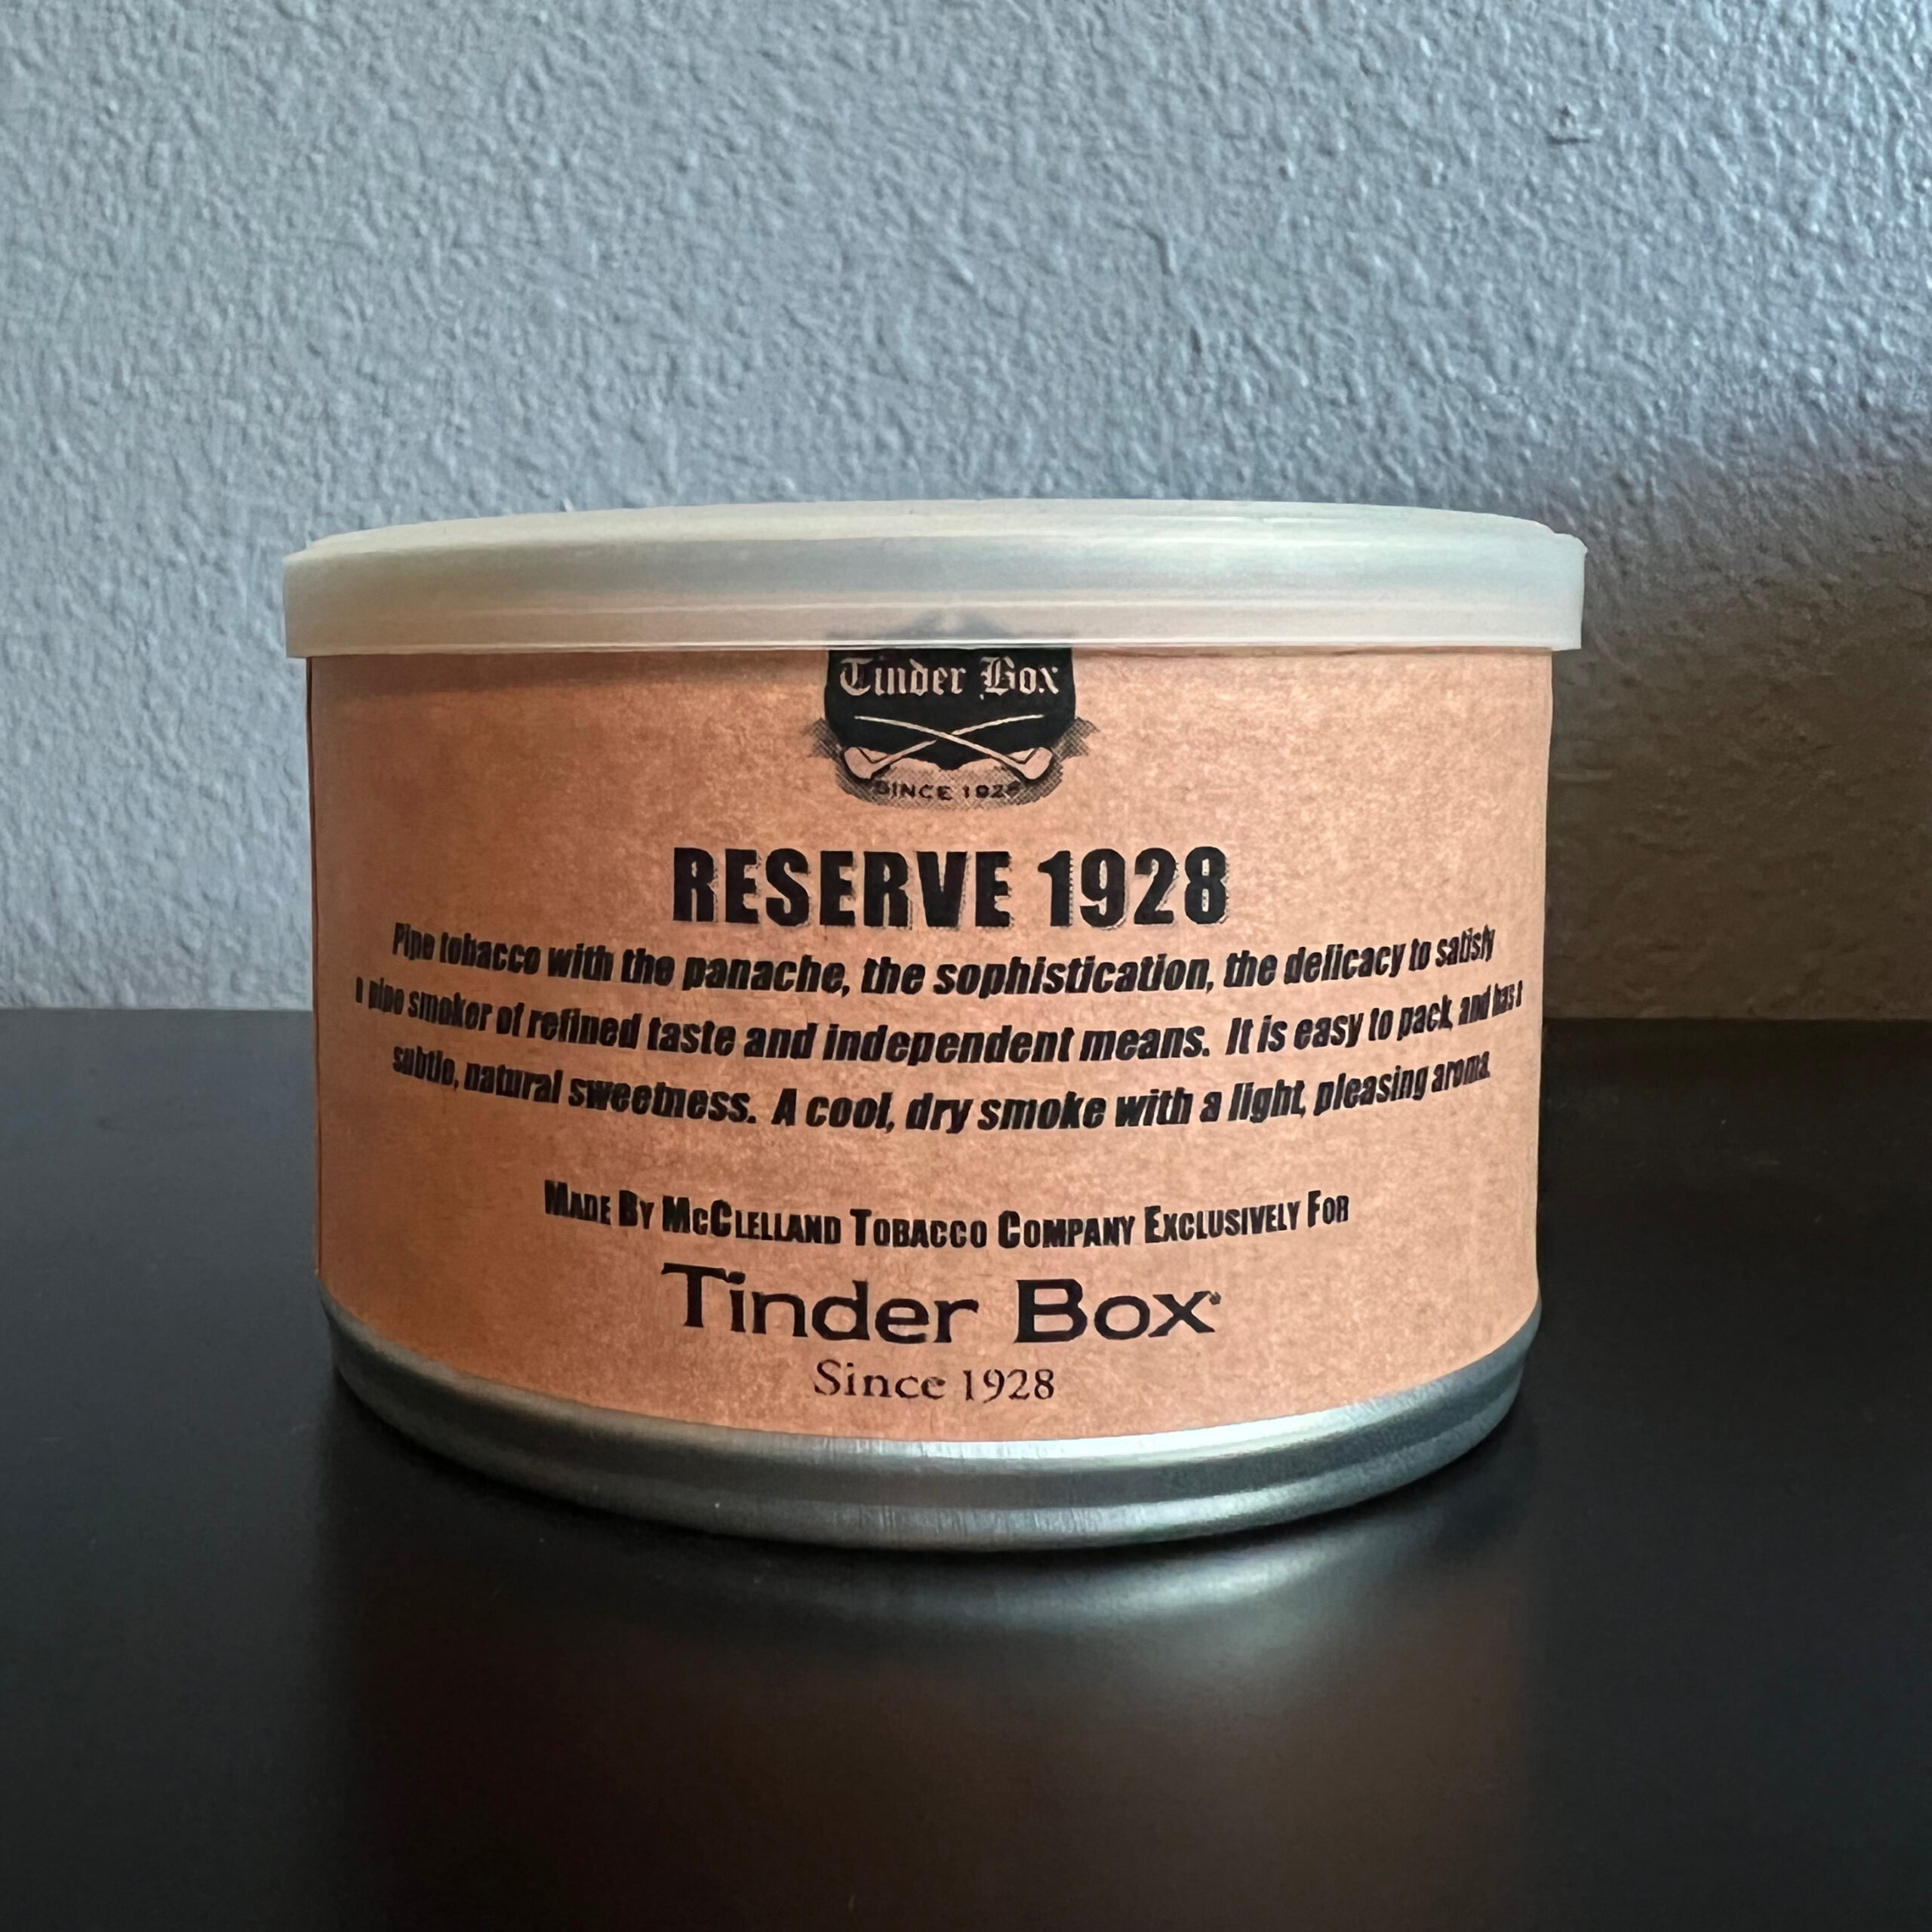 Tinder Box
SINCE 1928
RESERVE 1928
Pipe tobacco with the panache, the sophistication, the delicacy to satisfy
a pipe smoker of refined taste and independent means. It is easy to pack, and has a
subtle, natural sweetness. A cool, dry smoke with a light, pleasing aroma.
MADE BY MCCLELLAND TOBACCO COMPANY EXCLUSIVELY FOR
Tinder Box
Since 1928